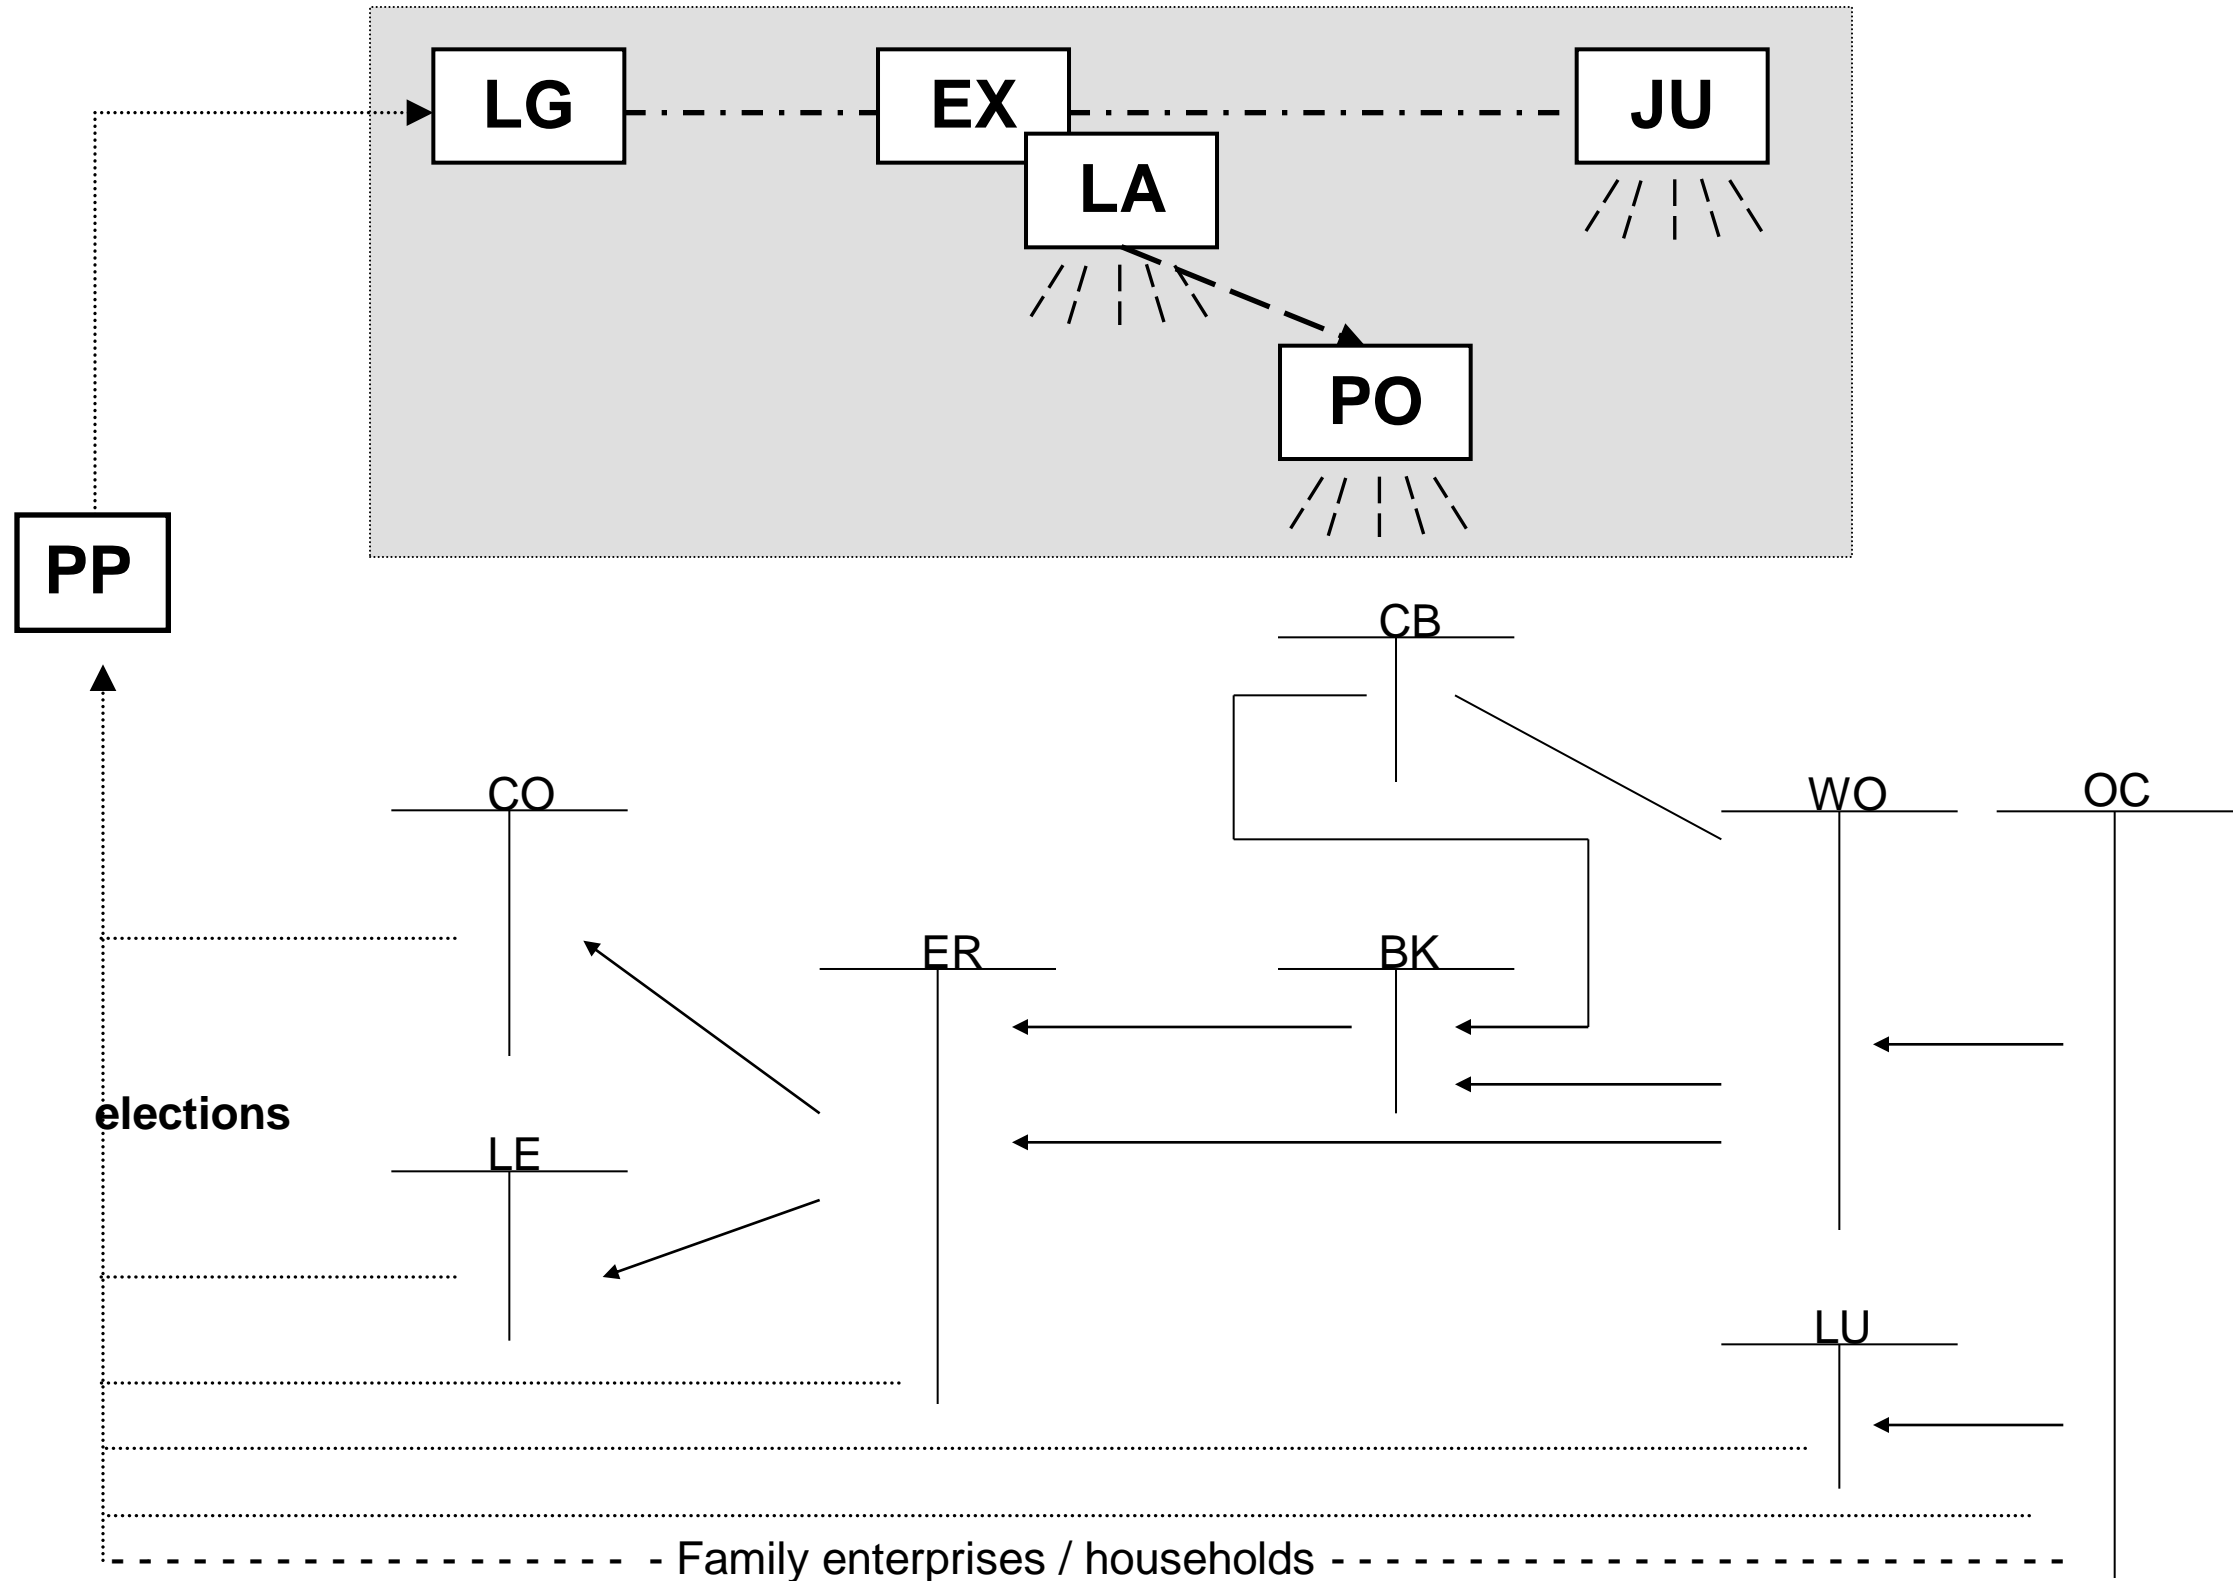 LG
EX
JU
LA
PO
PP
CB
CO
WO
OC
ER
BK
elections
LE
LU
Family enterprises / households